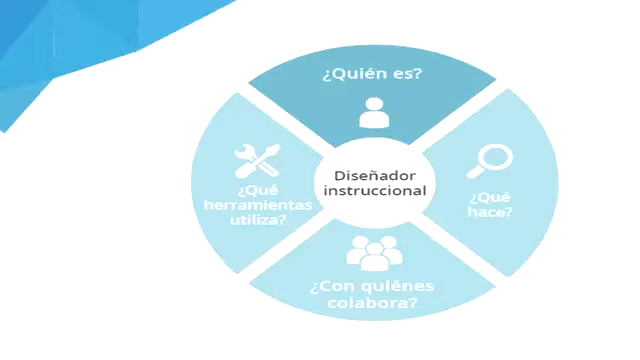 ¿Quién es?
¿Qué
herramientas
utiliza?
Diseñador
instruccional
¿Qué
hace?
¿Con quiénes
colabora?